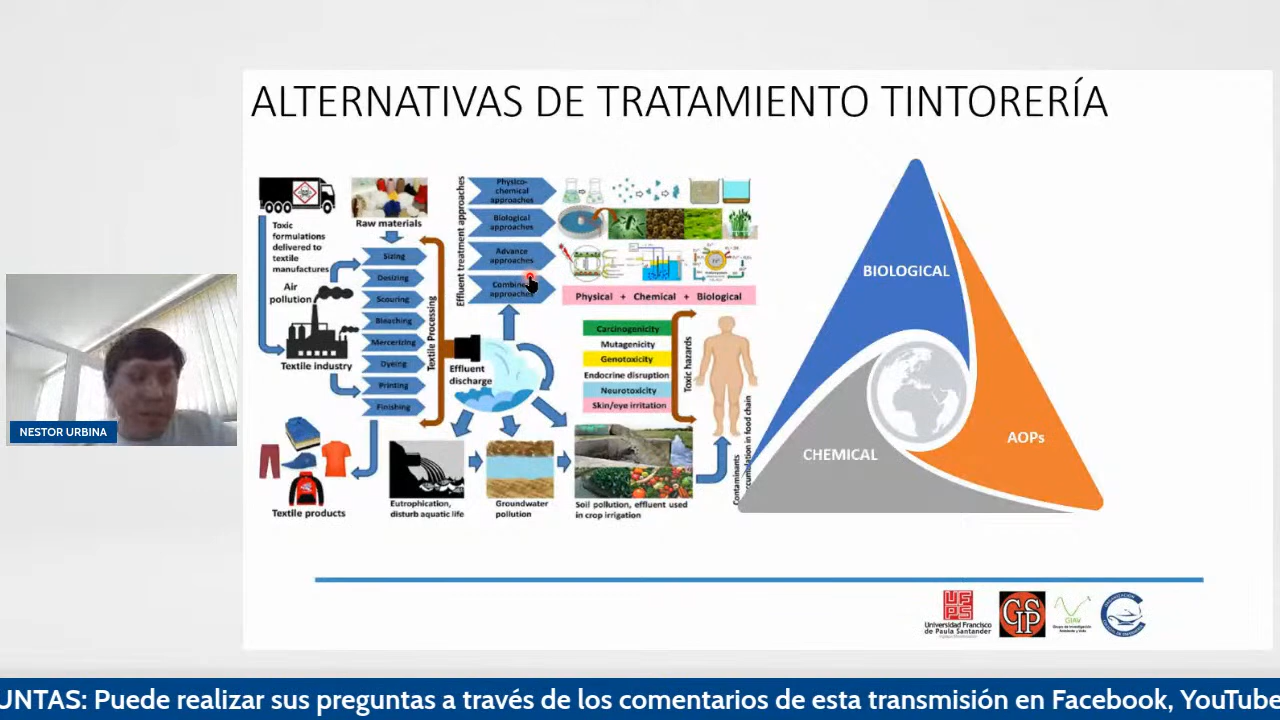 ALTERNATIVAS DE TRATAMIENTO TINTORERÍA
Toxic
formulations
delivered to
textile
manufactures
Raw materials
Air
pollution
Textile industry
Sizing
Desizing
Scouring
Bleaching
Mercerizing
Dyeing
Printing
Finishing
Textile Processing
Textile products
Effluent treatment approaches
Physico-
chemical
approaches
Biological
approaches
Advance
approaches
approaches
Physical + Chemical + Biological
Effluent
discharge
Carcinogenicity
Mutagenicity
Genotoxicity
Endocrine disruption
Neurotoxicity
Skin/eye irritation
Toxic hazards
Eutrophication,
disturb aquatic life
Groundwater
pollution
Soil pollution, effluent used
in crop irrigation
Contaminants
accumulation in food chain
BIOLOGICAL
CHEMICAL
AOPs
NESTOR URBINA
UFPS
Universidad Francisco
de Paula Santander
GIAV
UNTAS: Puede realizar sus preguntas a través de los comentarios de esta transmisión en Facebook, YouTube